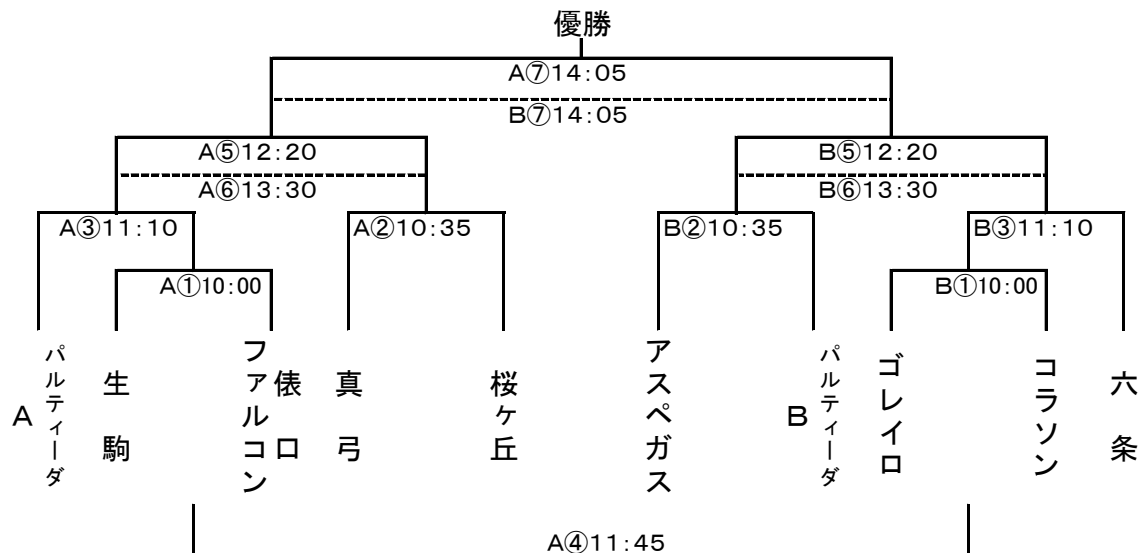 優勝
A⑦14:05
B⑦14:05
A⑤12:20
B⑤12:20
A⑥13:30
B⑥13:30
A③11:10
A②10:35
B②10:35
B③11:10
A①10:00
B①10:00
パルティーダ
A
生駒
ファルコン
俵口
真弓
桜ヶ丘
アスペガス
パルティーダ
B
ゴレイロ
コラソン
六条
A④11:45